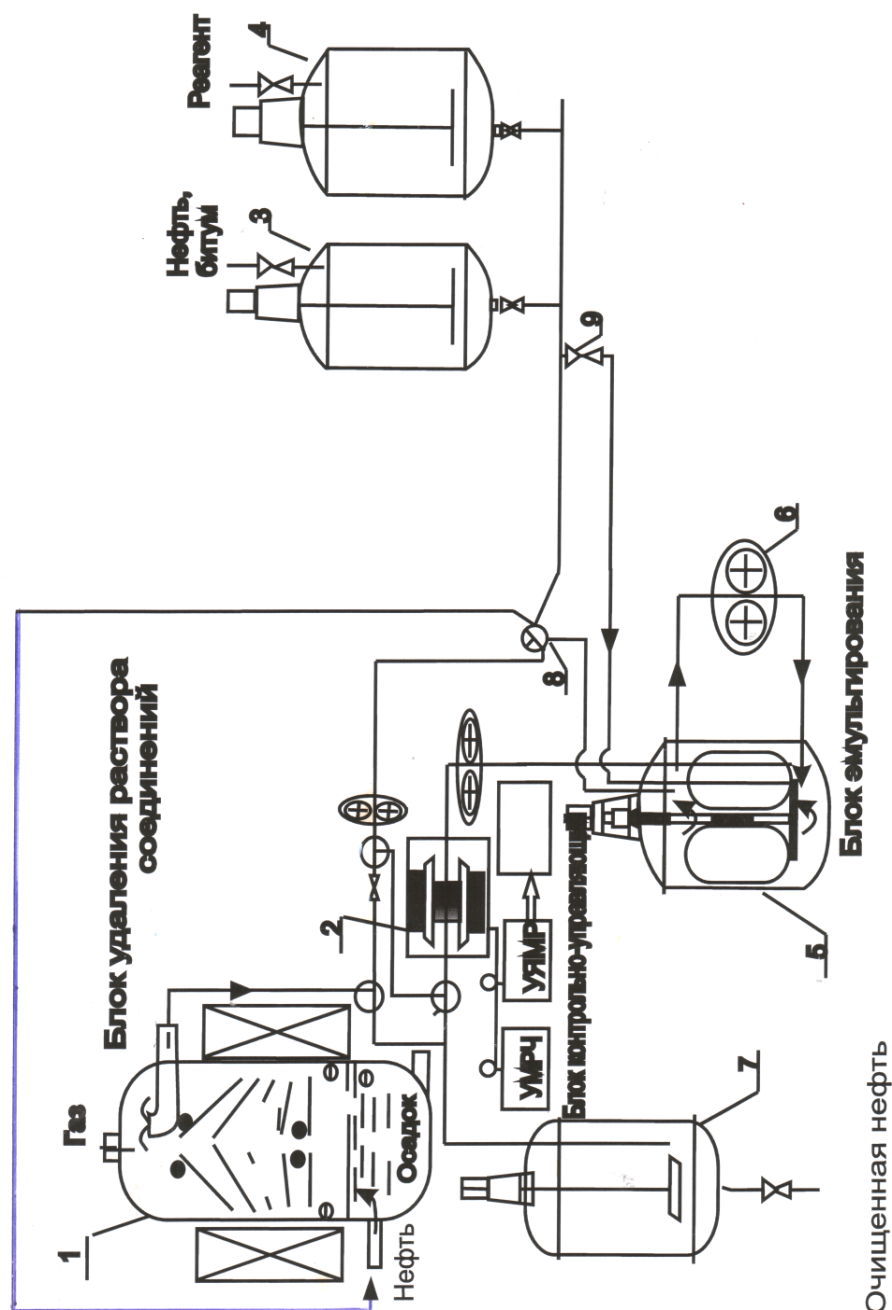 Реагент
4
Нефть,
битум
3
9
6
8
Блок удаления раствора
соединений
2
УЯМР
УМРЧ
Блок контрольно-управляющий
Блок эмульгирования
5
Газ
1
Осадок
Нефть
7
Очищенная нефть